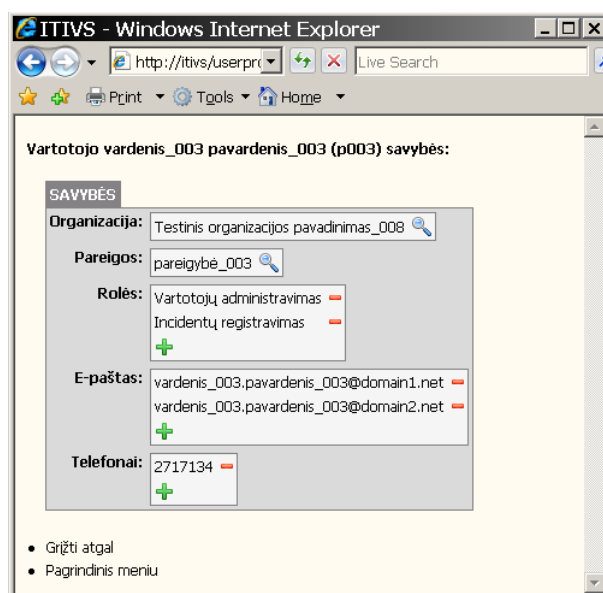 ITIVS - Windows Internet Explorer
http://itivs/userpr
Live Search
Print Tools Home
Vartotojo vardenis_003 pavardenis_003 (p003) savybės:
SAVYBĖS
Organizacija: Testinis organizacijos pavadinimas_008
Pareigos: pareigybė_003
Rolės: Vartotojų administravimas
Incidentų registravimas
E-paštas: vardenis_003.pavardenis_003@domain1.net
vardenis_003.pavardenis_003@domain2.net
Telefonai: 2717134
Grįžti atgal
Pagrindinis meniu